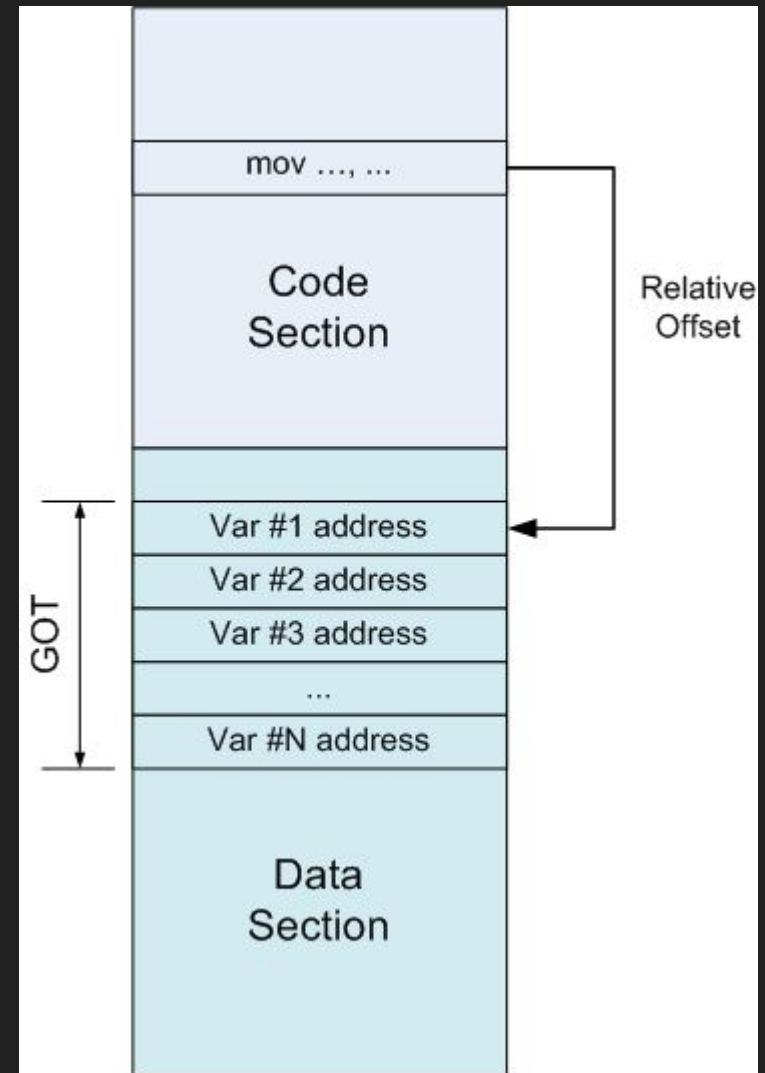 mov ..., ...
Code
Section
Relative
Offset
GOT
Var #1 address
Var #2 address
Var #3 address
...
Var #N address
Data
Section